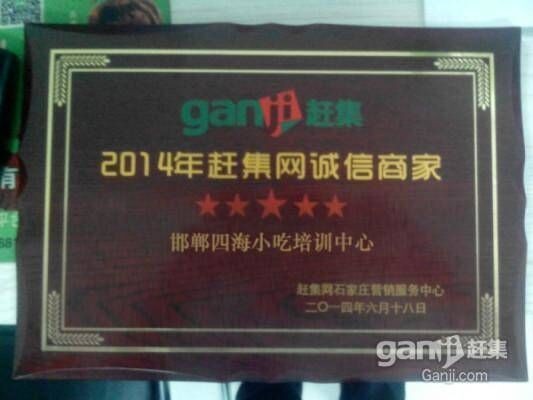 ganji 赶集
2014年赶集网诚信商家
邯郸四海小吃培训中心
赶集网石家庄营销服务中心
二〇一四年六月十八日
ganji 赶集
Ganji.com